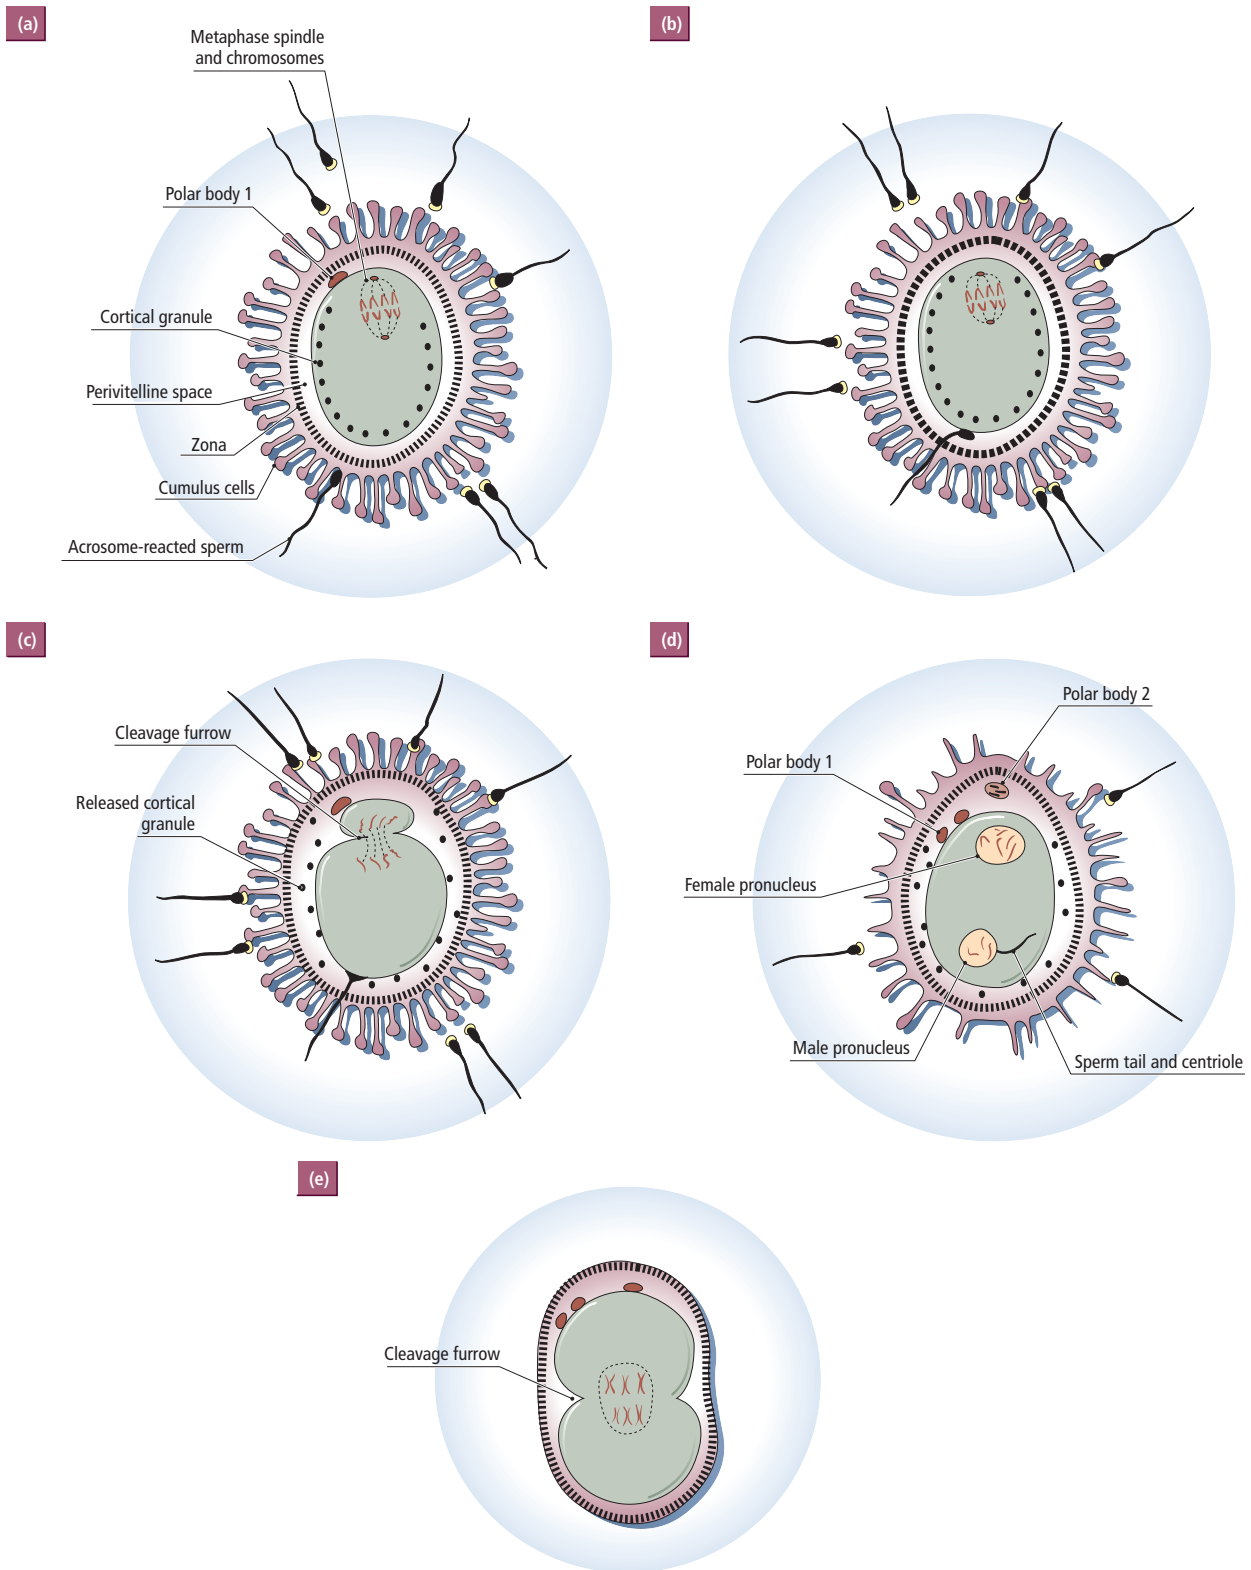 (a)
Metaphase spindle
and chromosomes
Polar body 1
Cortical granule
Perivitelline space
Zona
Cumulus cells
Acrosome-reacted sperm
(b)
(c)
Cleavage furrow
Released cortical
granule
(d)
Polar body 2
Polar body 1
Female pronucleus
Male pronucleus
Sperm tail and centriole
(e)
Cleavage furrow